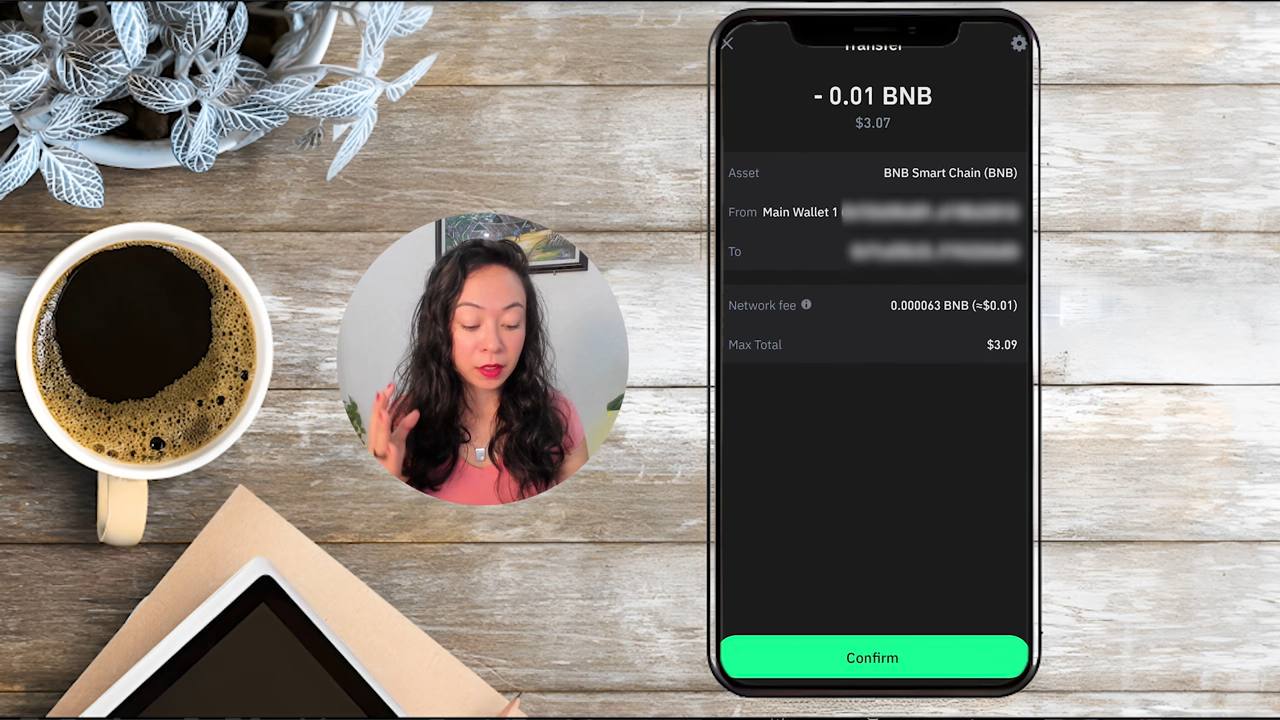 Transfer
- 0.01 BNB
$3.07
Asset BNB Smart Chain (BNB)
From Main Wallet 1
To
Network fee 0.000063 BNB (≈$0.01)
Max Total $3.09
Confirm